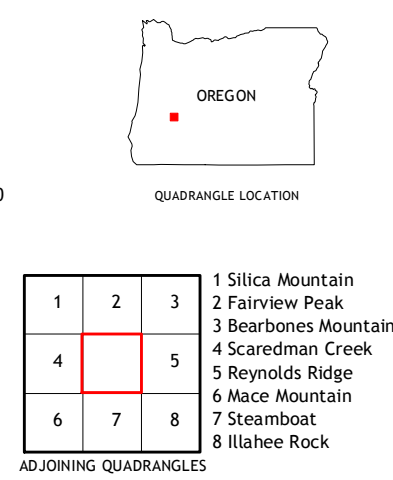 OREGON
0
QUADRANGLE LOCATION
1 2 3
4 5
6 7 8
1 Silica Mountain
2 Fairview Peak
3 Bearbones Mountain
4 Scaredman Creek
5 Reynolds Ridge
6 Mace Mountain
7 Steamboat
8 Illahee Rock
ADJOINING QUADRANGLES